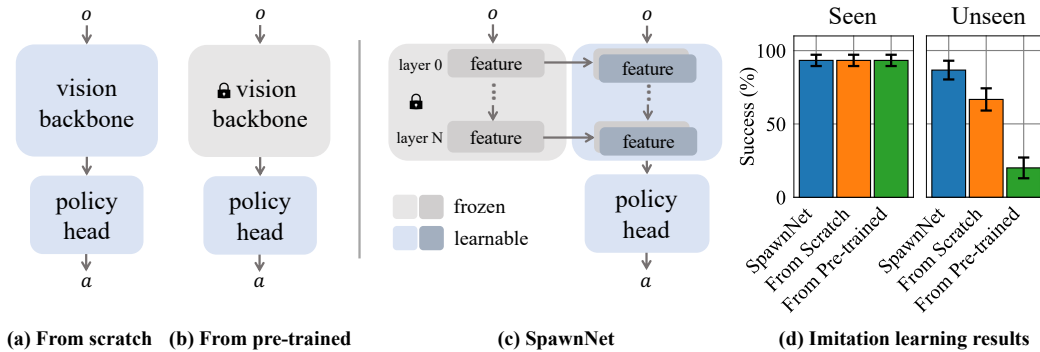 o
vision
backbone
policy
head
a
(a) From scratch
o
vision
backbone
policy
head
a
(b) From pre-trained
o
layer 0
feature
feature
layer N
feature
feature
policy
head
a
frozen
learnable
(c) SpawnNet
Seen
Unseen
Success (%)
100
50
0
SpawnNet
From Scratch
From Pre-trained
SpawnNet
From Scratch
From Pre-trained
(d) Imitation learning results